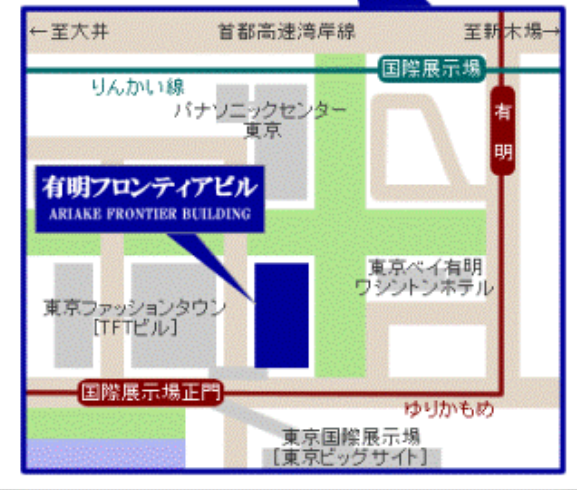 ←至大井
首都高速湾岸線
至新木場→
国際展示場
りんかい線
パナソニックセンター
東京
有
明
有明フロンティアビル
ARIAKE FRONTIER BUILDING
東京ベイ有明
ワシントンホテル
東京ファッションタウン
[TFTビル]
国際展示場正門
ゆりかもめ
東京国際展示場
[東京ビッグサイト]